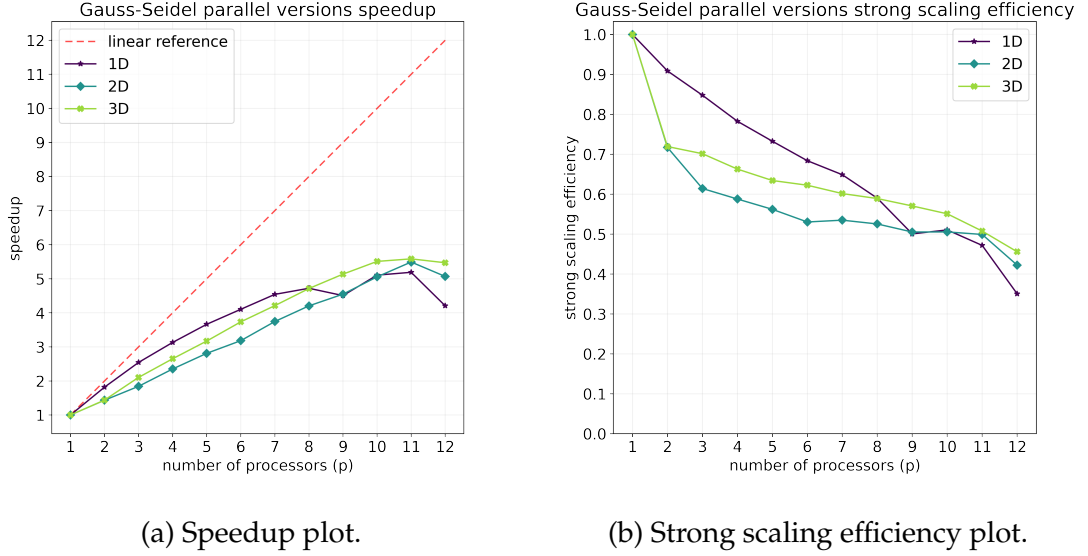 Gauss-Seidel parallel versions speedup
linear reference
1D
2D
3D
12
11
10
9
8
7
6
5
4
3
2
1
speedup
1 2 3 4 5 6 7 8 9 10 11 12
number of processors (p)
(a) Speedup plot.
Gauss-Seidel parallel versions strong scaling efficiency
1D
2D
3D
1.0
0.9
0.8
0.7
0.6
0.5
0.4
0.3
0.2
0.1
0.0
strong scaling efficiency
1 2 3 4 5 6 7 8 9 10 11 12
number of processors (p)
(b) Strong scaling efficiency plot.